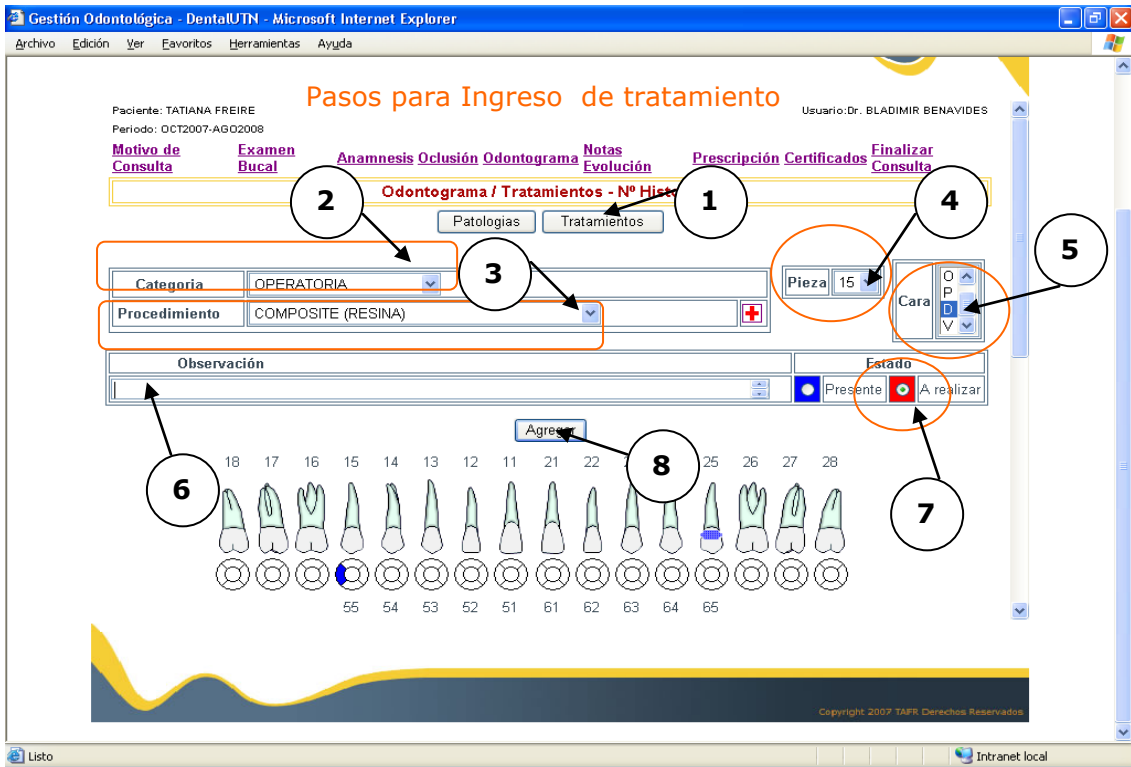 Gestión Odontológica - DentalUTN - Microsoft Internet Explorer
Archivo Edición Ver Favoritos Herramientas Ayuda
Pasos para Ingreso de tratamiento
Paciente: TATIANA FREIRE Usuario:Dr. BLADIMIR BENAVIDES
Periodo: OCT2007-AGO2008
Motivo de Consulta Examen Bucal Anamnesis Oclusión Odontograma Notas Evolución Prescripción Certificados Finalizar Consulta
Odontograma / Tratamientos - Nº
2 1 4
Patologias Tratamientos
5
3
Categoria OPERATORIA Pieza 15 Cara O P D V
Procedimiento COMPOSITE (RESINA)
Observación Estado
Presente A realizar
Agregar
6 8 7
18 17 16 15 14 13 12 11 21 22 25 26 27 28
55 54 53 52 51 61 62 63 64 65
Copyright 2007 TAFR Derechos Reservados
Listo Intranet local